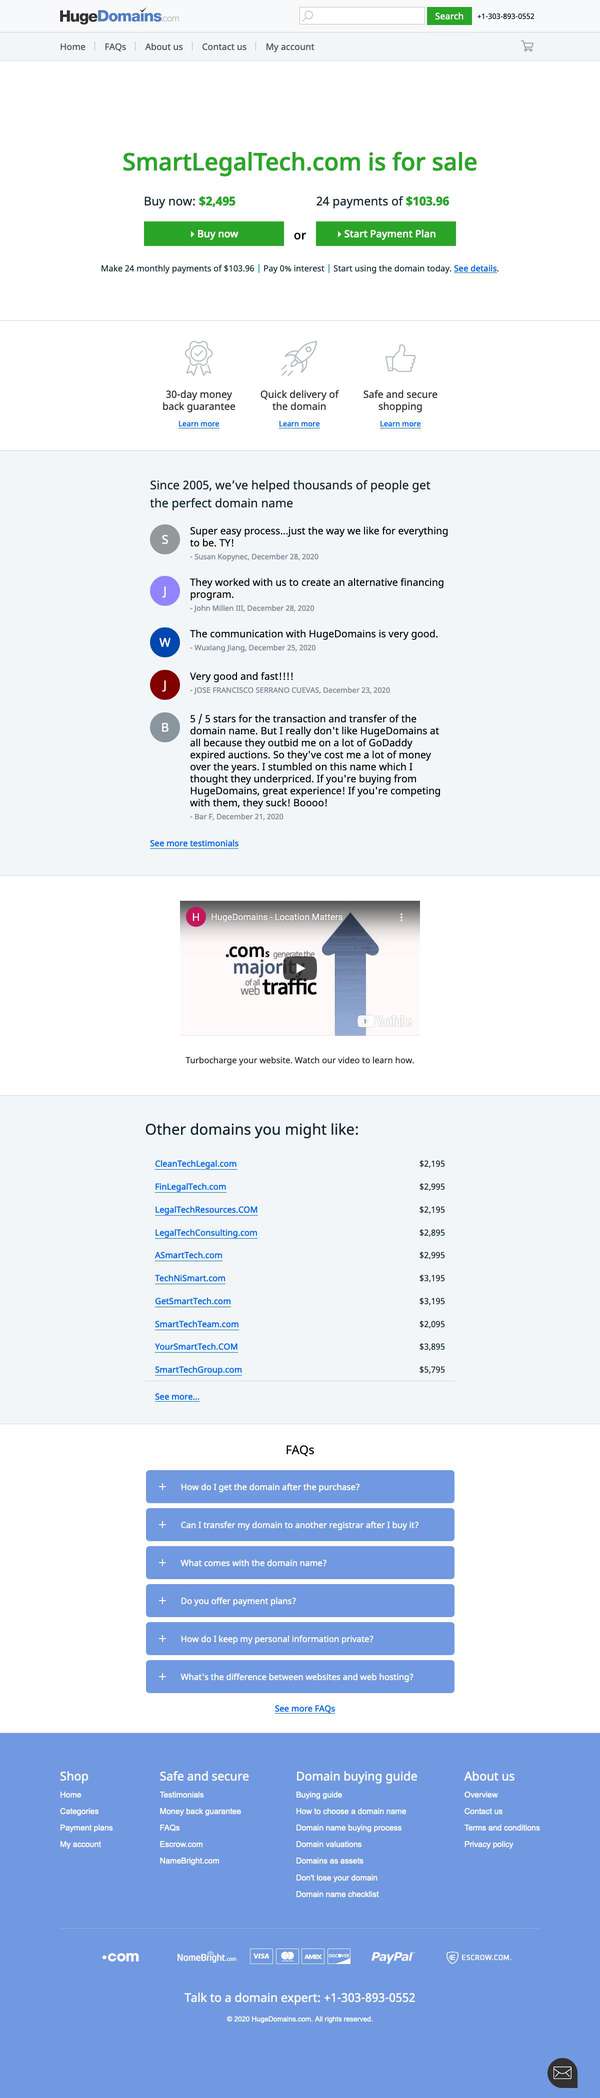 HugeDomains.com
Search
+1-303-893-0552
Home
FAQs
About us
Contact us
My account
SmartLegalTech.com is for sale
Buy now: $2,495
24 payments of $103.96
Buy now
or
Start Payment Plan
Make 24 monthly payments of $103.96 | Pay 0% interest | Start using the domain today. See details.
30-day money
back guarantee
Learn more
Quick delivery of
the domain
Learn more
Safe and secure
shopping
Learn more
Since 2005, we've helped thousands of people get
the perfect domain name
S
Super easy process...just the way we like for everything
to be. TY!
- Susan Kopynec, December 28, 2020
J
They worked with us to create an alternative financing
program.
- John Millen III, December 28, 2020
W
The communication with HugeDomains is very good.
- Wuxiang Jiang, December 25, 2020
J
Very good and fast!!!!
- JOSE FRANCISCO SERRANO CUEVAS, December 23, 2020
B
5 / 5 stars for the transaction and transfer of the
domain name. But I really don't like HugeDomains at
all because they outbid me on a lot of GoDaddy
expired auctions. So they've cost me a lot of money
over the years. I stumbled on this name which I
thought they underpriced. If you're buying from
HugeDomains, great experience! If you're competing
with them, they suck! Boooo!
- Bar F, December 21, 2020
See more testimonials
H
HugeDomains - Location Matters
.coms generate the
majority
of all
web traffic
YouTube
Turbocharge your website. Watch our video to learn how.
Other domains you might like:
CleanTechLegal.com $2,195
FinLegalTech.com $2,995
LegalTechResources.COM $2,195
LegalTechConsulting.com $2,895
ASmartTech.com $2,995
TechNiSmart.com $3,195
GetSmartTech.com $3,195
SmartTechTeam.com $2,095
YourSmartTech.COM $3,895
SmartTechGroup.com $5,795
See more...
FAQs
+ How do I get the domain after the purchase?
+ Can I transfer my domain to another registrar after I buy it?
+ What comes with the domain name?
+ Do you offer payment plans?
+ How do I keep my personal information private?
+ What's the difference between websites and web hosting?
See more FAQs
Shop
Home
Categories
Payment plans
My account
Safe and secure
Testimonials
Money back guarantee
FAQs
Escrow.com
NameBright.com
Domain buying guide
Buying guide
How to choose a domain name
Domain name buying process
Domain valuations
Domains as assets
Don't lose your domain
Domain name checklist
About us
Overview
Contact us
Terms and conditions
Privacy policy
.com
NameBright.com
VISA
AMEX
DISCOVER
PayPal
ESCROW.COM.
Talk to a domain expert: +1-303-893-0552
© 2020 HugeDomains.com. All rights reserved.